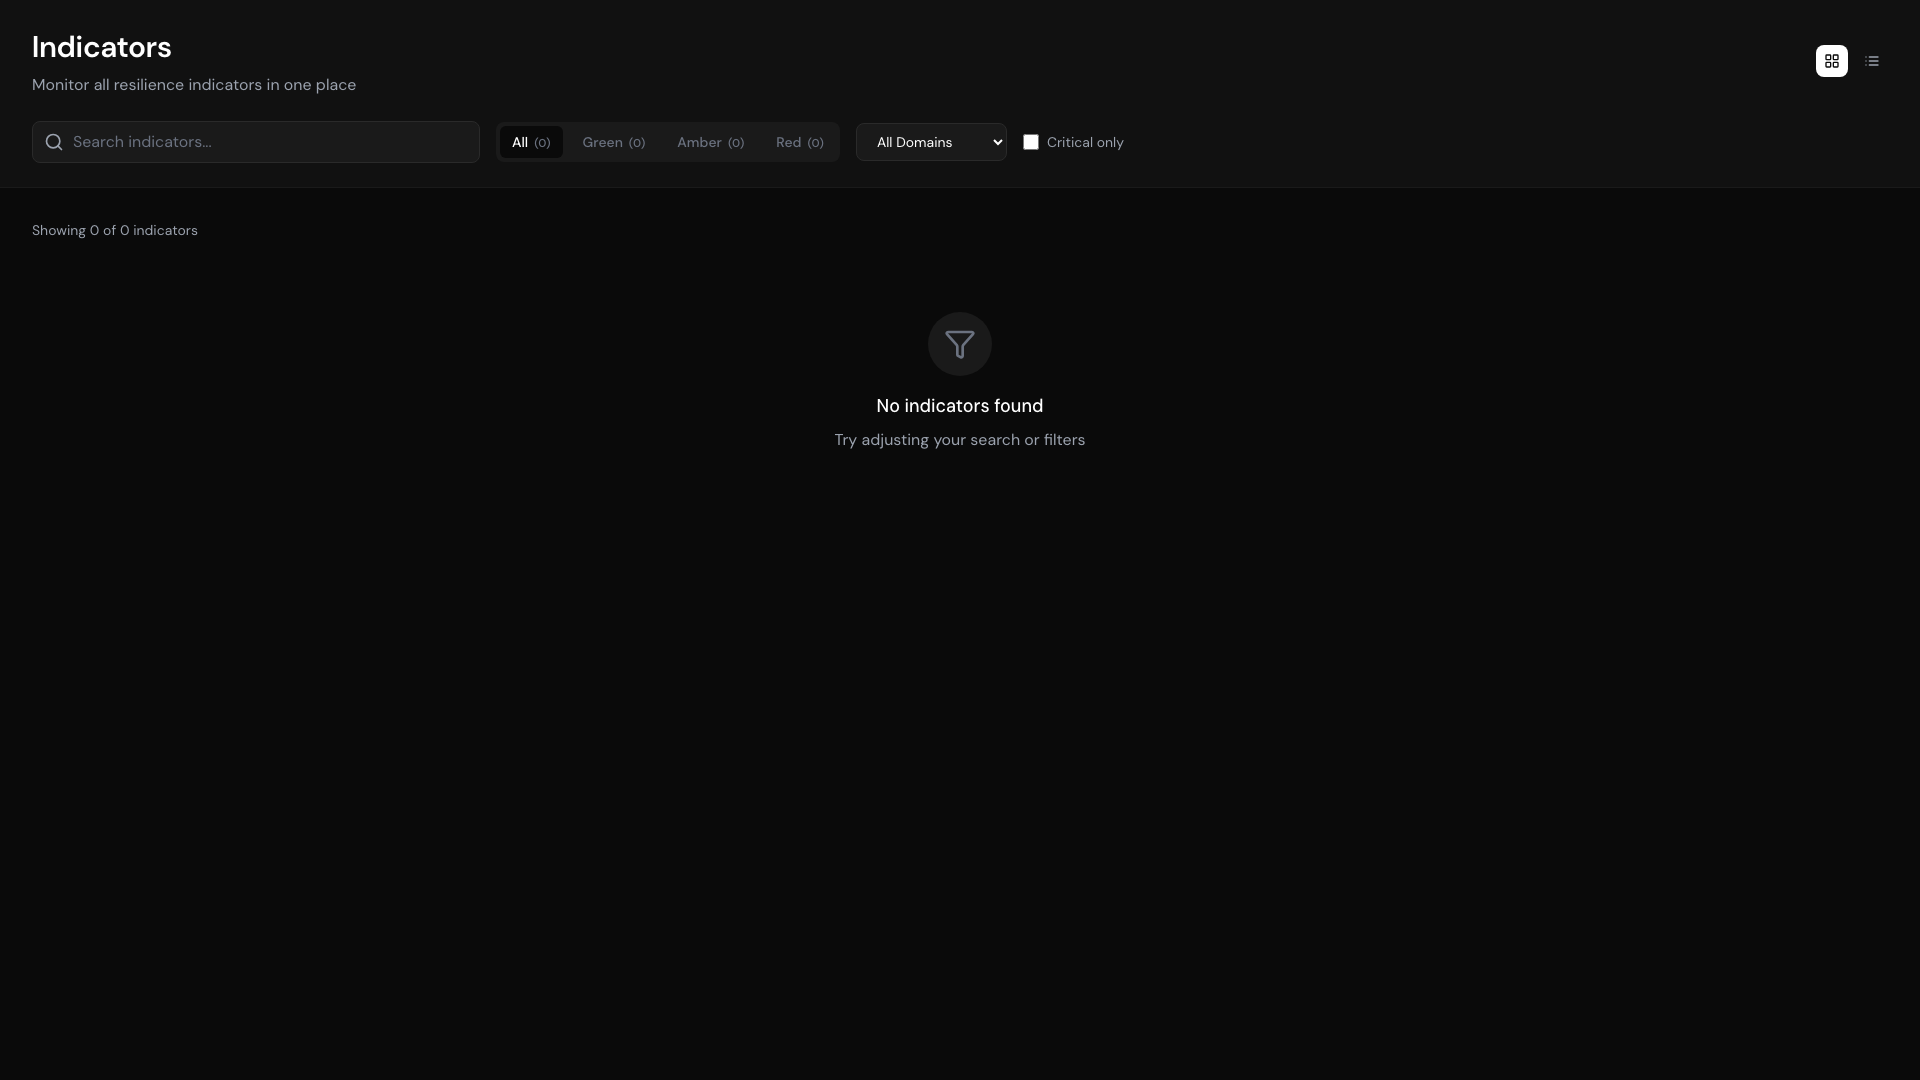 Indicators
Monitor all resilience indicators in one place
Search indicators...
All (0) Green (0) Amber (0) Red (0) All Domains Critical only
Showing 0 of 0 indicators
No indicators found
Try adjusting your search or filters